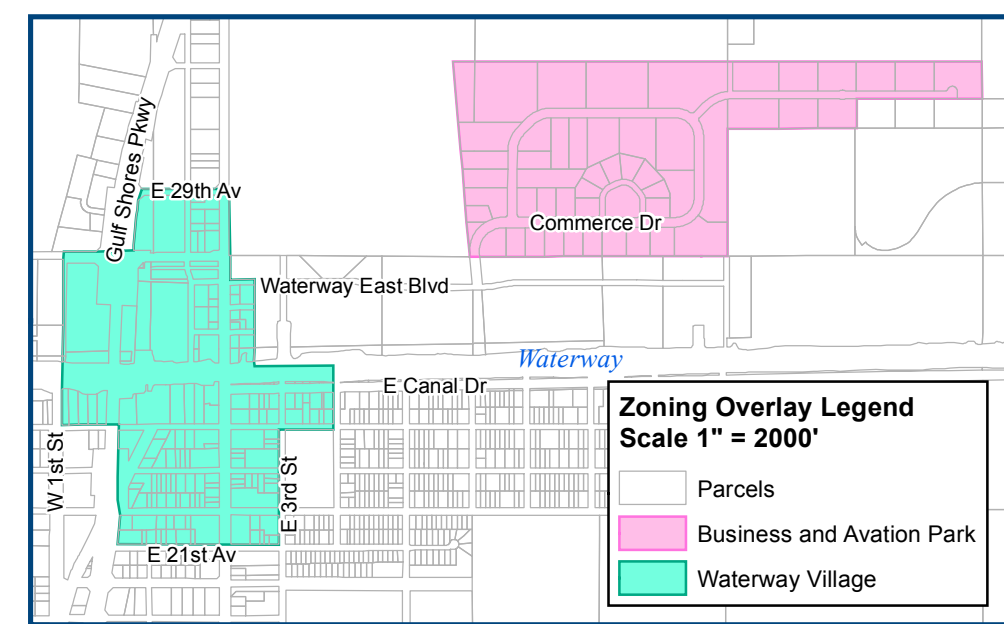 Gulf Shores Pkwy
E 29th Av
Commerce Dr
Waterway East Blvd
Waterway
E Canal Dr
W 1st St
E 3rd St
E 21st Av
Zoning Overlay Legend
Scale 1" = 2000'
Parcels
Business and Avation Park
Waterway Village